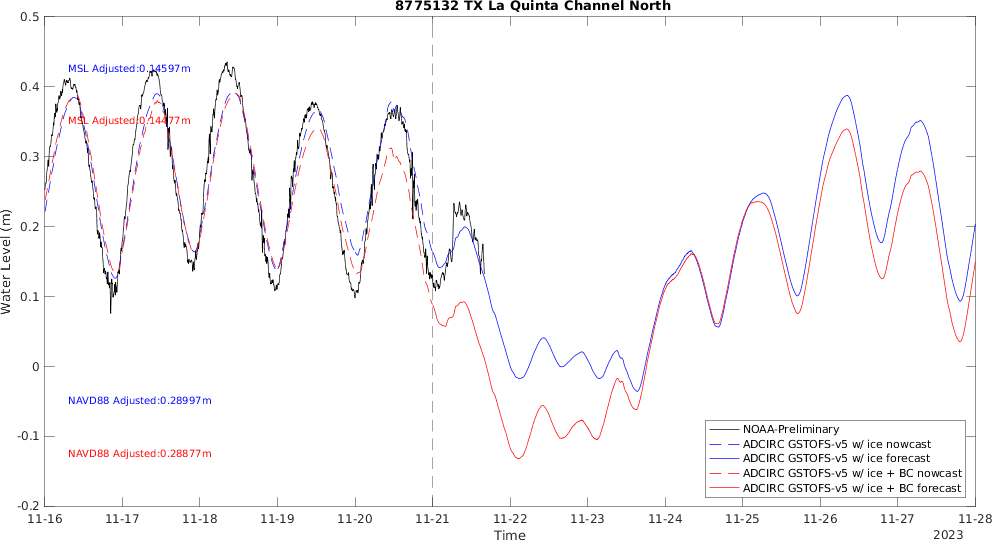 8775132 TX La Quinta Channel North
0.5
0.4
0.3
0.2
0.1
0
-0.1
-0.2
Water Level (m)
MSL Adjusted:0.14597m
MSL Adjusted:0.14477m
NAVD88 Adjusted:0.28997m
NAVD88 Adjusted:0.28877m
NOAA-Preliminary
ADCIRC GSTOFS-v5 w/ ice nowcast
ADCIRC GSTOFS-v5 w/ ice forecast
ADCIRC GSTOFS-v5 w/ ice + BC nowcast
ADCIRC GSTOFS-v5 w/ ice + BC forecast
11-16 11-17 11-18 11-19 11-20 11-21 11-22 11-23 11-24 11-25 11-26 11-27 11-28
Time
2023